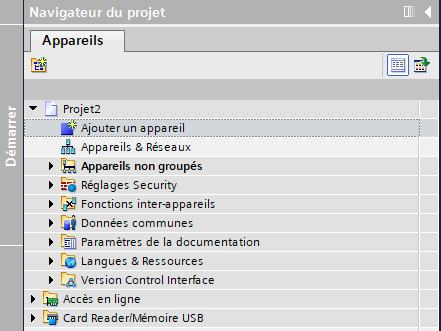 Navigateur du projet
Appareils
Démarrer
Projet2
Ajouter un appareil
Appareils & Réseaux
Appareils non groupés
Réglages Security
Fonctions inter-appareils
Données communes
Paramètres de la documentation
Langues & Ressources
Version Control Interface
Accès en ligne
Card Reader/Mémoire USB